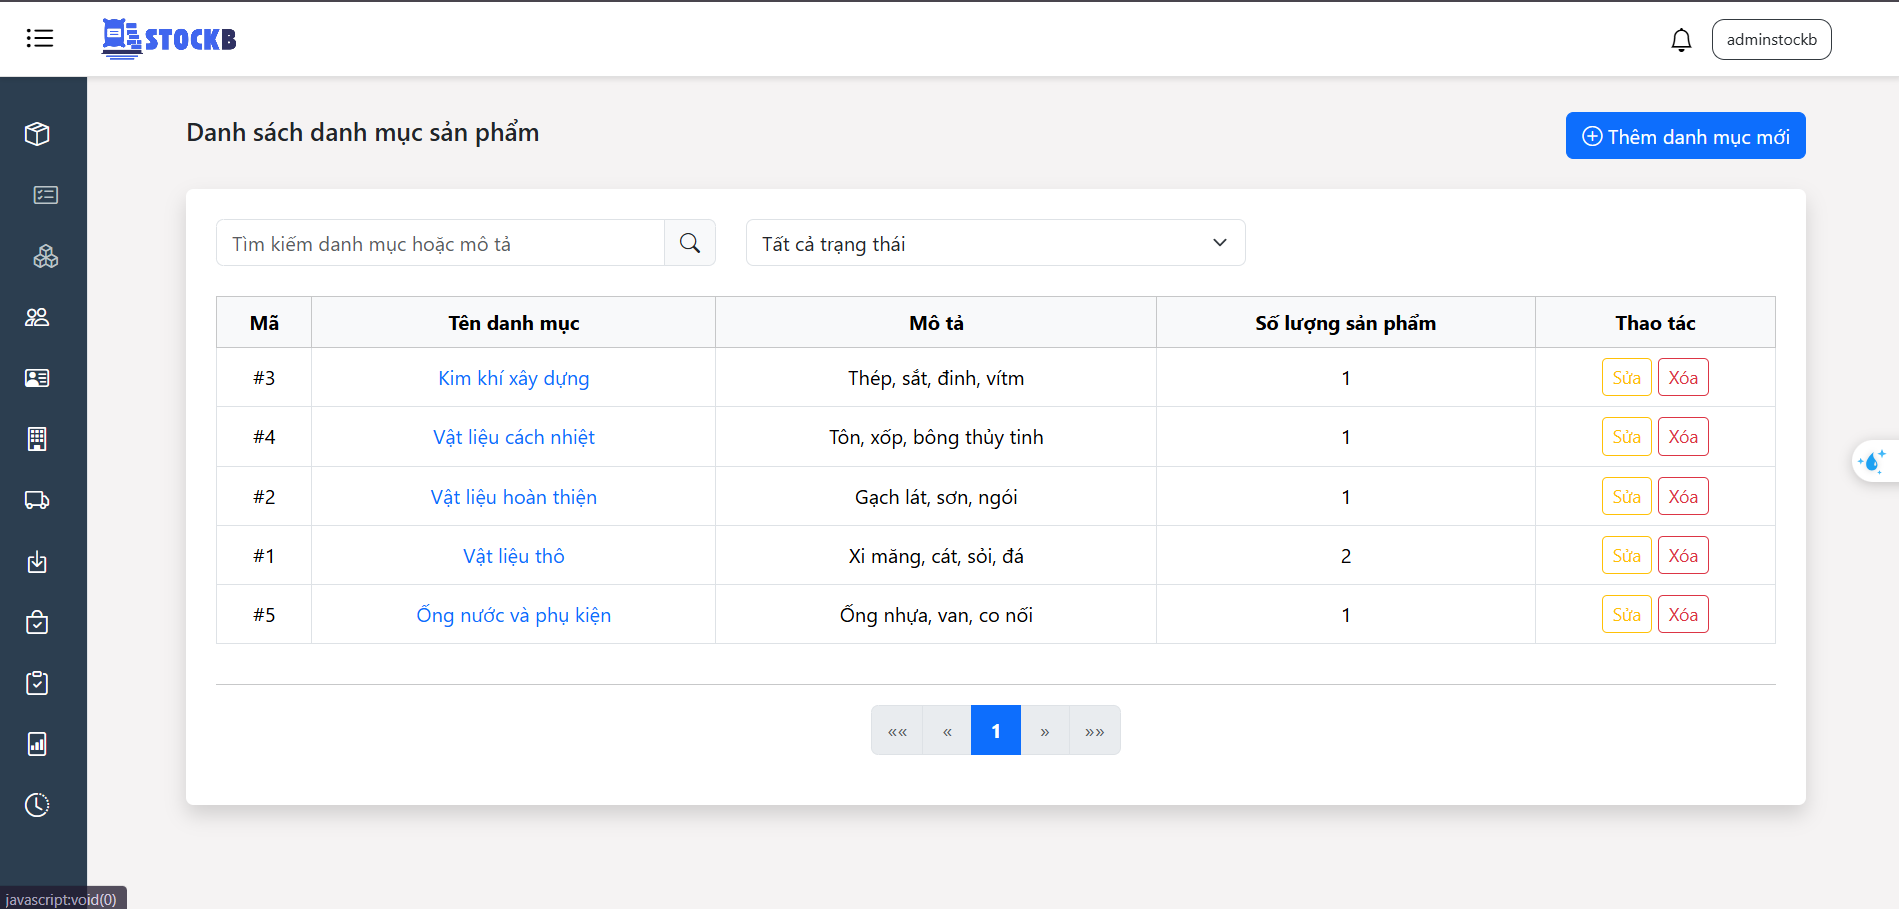 STOCKB
adminstockb
Danh sách danh mục sản phẩm
Thêm danh mục mới
Tìm kiếm danh mục hoặc mô tả
Tất cả trạng thái
Mã Tên danh mục Mô tả Số lượng sản phẩm Thao tác
#3 Kim khí xây dựng Thép, sắt, đinh, vítm 1 Sửa Xóa
#4 Vật liệu cách nhiệt Tôn, xốp, bông thủy tinh 1 Sửa Xóa
#2 Vật liệu hoàn thiện Gạch lát, sơn, ngói 1 Sửa Xóa
#1 Vật liệu thô Xi măng, cát, sỏi, đá 2 Sửa Xóa
#5 Ống nước và phụ kiện Ống nhựa, van, co nối 1 Sửa Xóa
«« « 1 » »»
javascript:void(0)